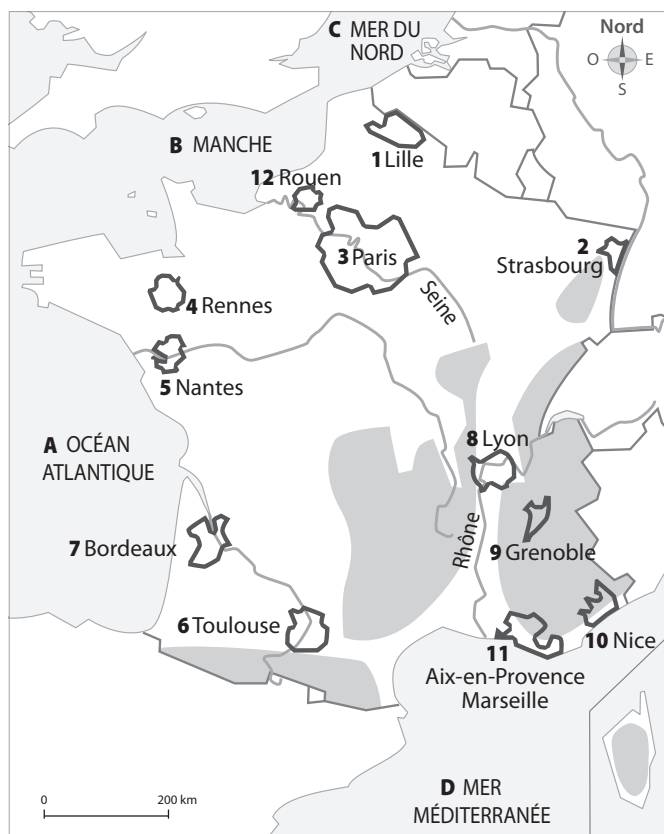 C MER DU
NORD
Nord
O
E
S
B MANCHE
1 Lille
12 Rouen
3 Paris
2
Strasbourg
Seine
4 Rennes
5 Nantes
A OCÉAN
ATLANTIQUE
8 Lyon
Rhône
7 Bordeaux
9 Grenoble
6 Toulouse
10 Nice
11
Aix-en-Provence
Marseille
D MER
MÉDITERRANÉE
0
200 km